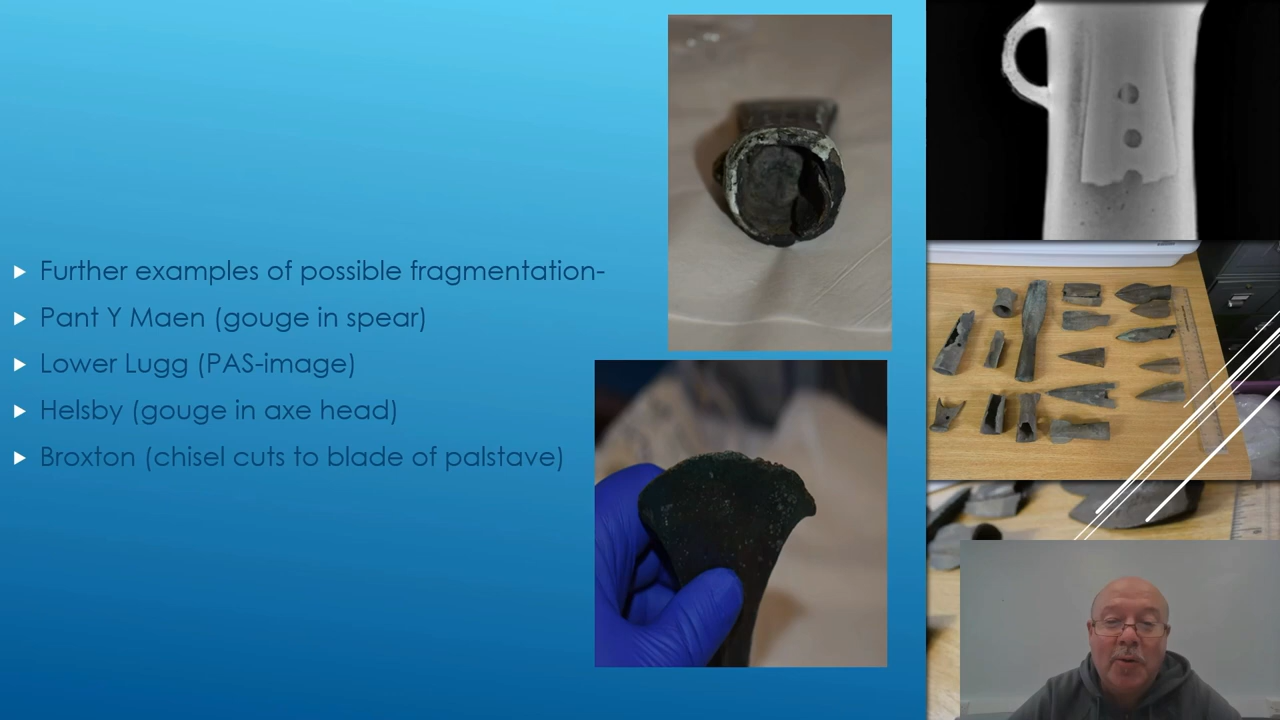 Further examples of possible fragmentation-
Pant Y Maen (gouge in spear)
Lower Lugg (PAS-image)
Helsby (gouge in axe head)
Broxton (chisel cuts to blade of palstave)